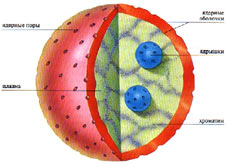 ядерные поры
ядерные
оболочки
ядрышки
плазма
хроматин